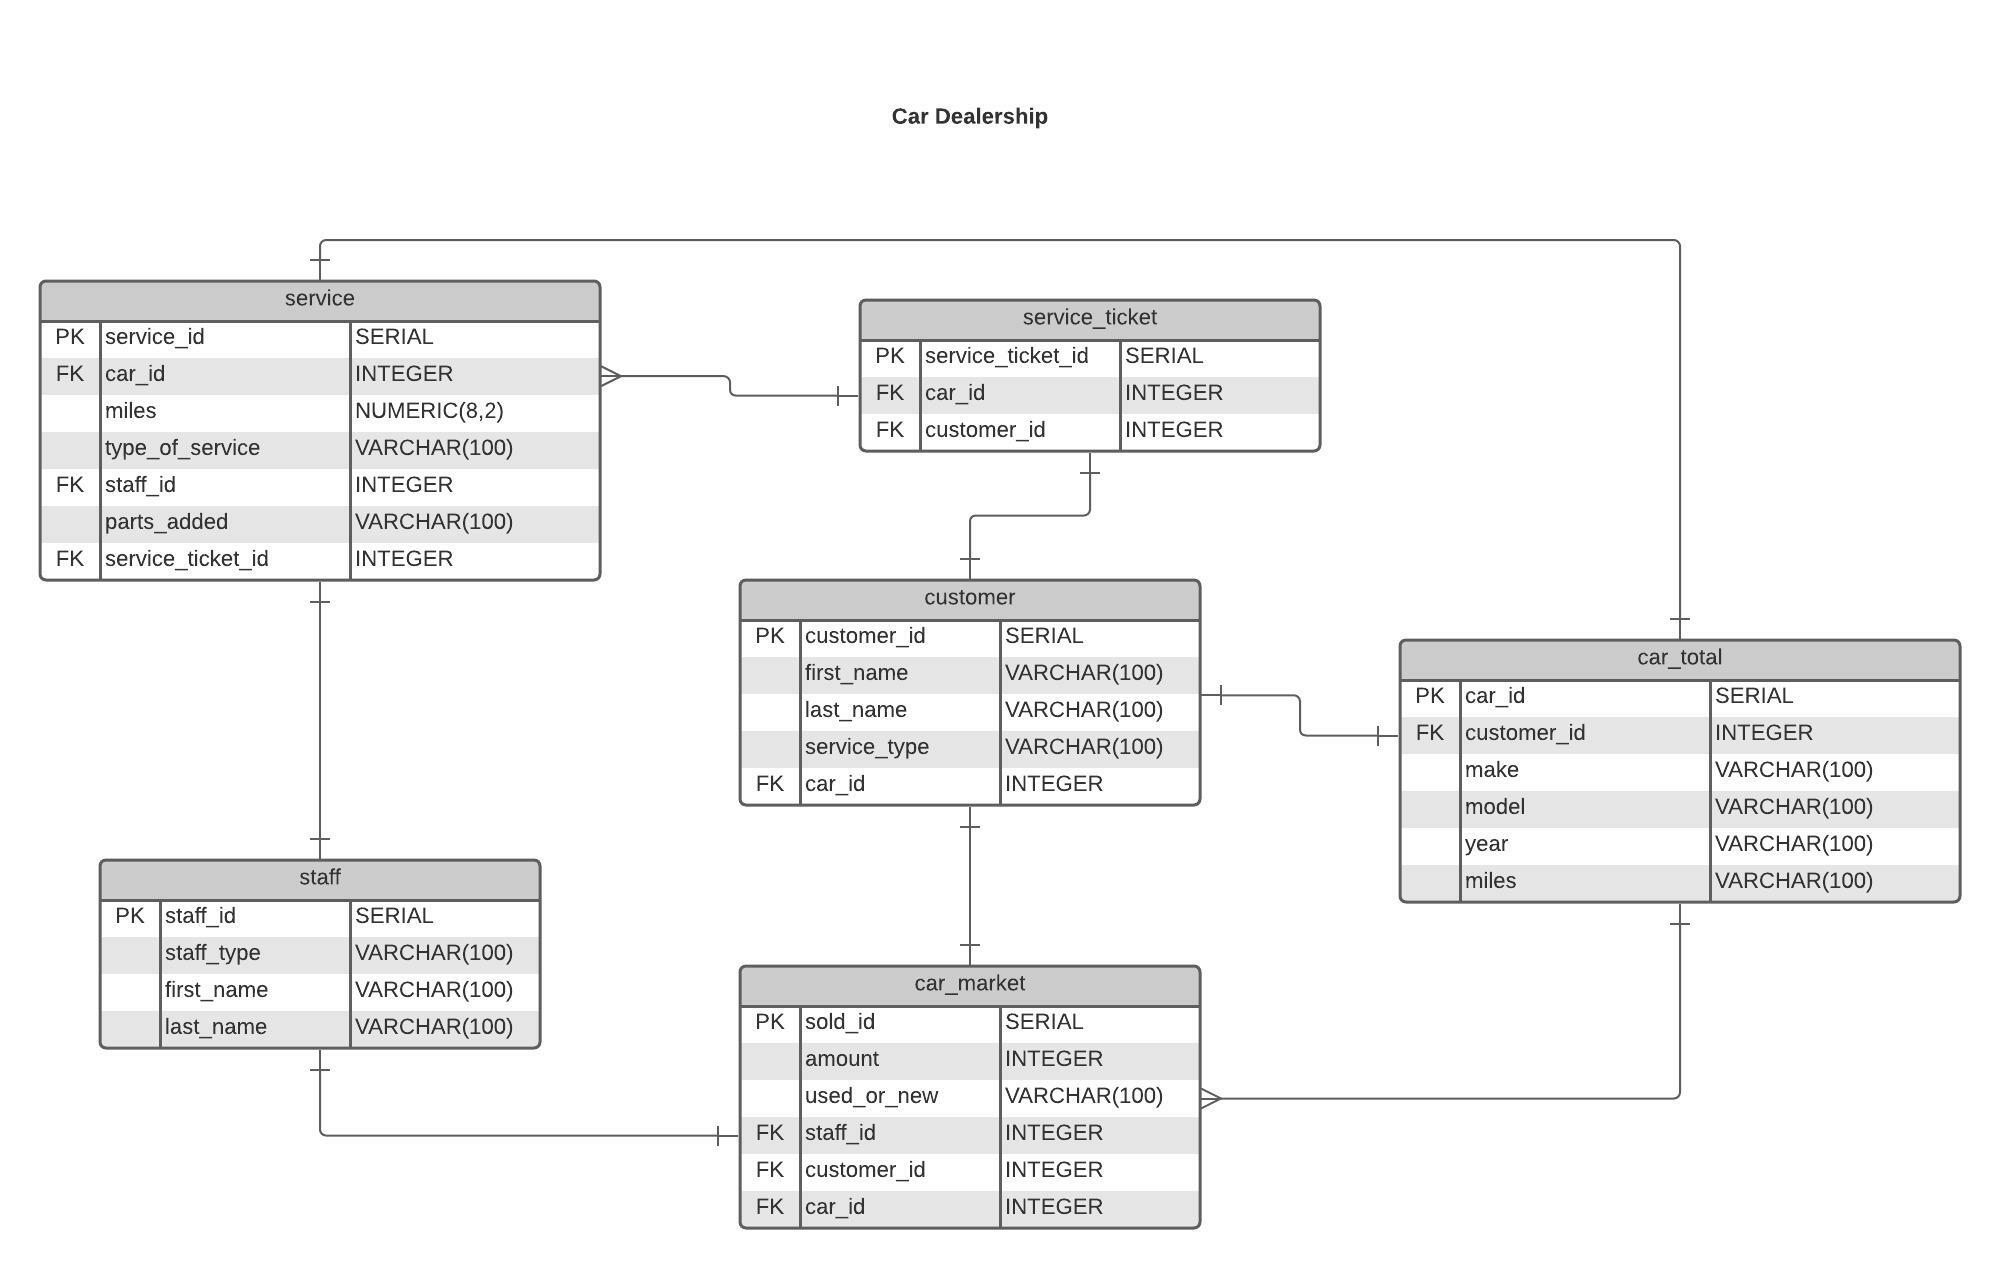 Car Dealership
service
PK service_id SERIAL
FK car_id INTEGER
miles NUMERIC(8,2)
type_of_service VARCHAR(100)
FK staff_id INTEGER
parts_added VARCHAR(100)
FK service_ticket_id INTEGER
service_ticket
PK service_ticket_id SERIAL
FK car_id INTEGER
FK customer_id INTEGER
customer
PK customer_id SERIAL
first_name VARCHAR(100)
last_name VARCHAR(100)
service_type VARCHAR(100)
FK car_id INTEGER
car_total
PK car_id SERIAL
FK customer_id INTEGER
make VARCHAR(100)
model VARCHAR(100)
year VARCHAR(100)
miles VARCHAR(100)
staff
PK staff_id SERIAL
staff_type VARCHAR(100)
first_name VARCHAR(100)
last_name VARCHAR(100)
car_market
PK sold_id SERIAL
amount INTEGER
used_or_new VARCHAR(100)
FK staff_id INTEGER
FK customer_id INTEGER
FK car_id INTEGER